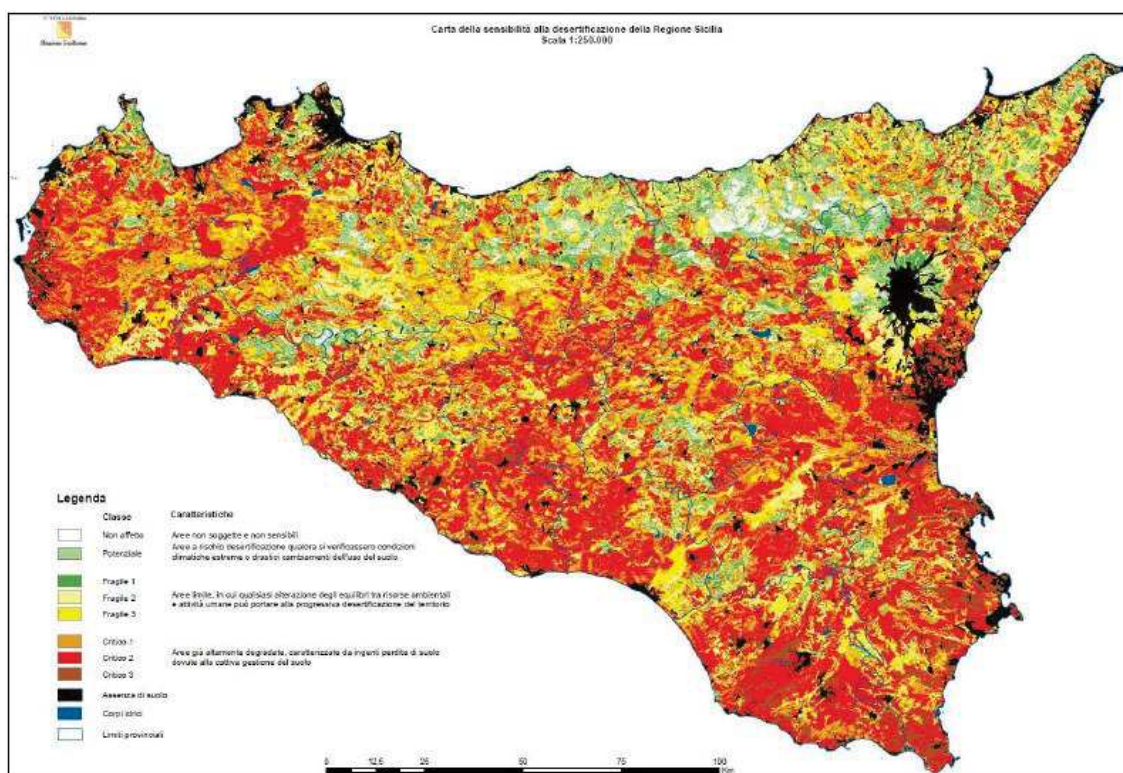 Regione Siciliana
Carta della sensibilità alla desertificazione della Regione Sicilia
Scala 1:250.000
Legenda
Classe Caratteristiche
Non affetto Aree non soggette e non sensibili
Potenziale Aree a rischio desertificazione qualora si verificassero condizioni
climatiche estreme o drastici cambiamenti dell'uso del suolo
Fragile 1
Fragile 2 Aree limite, in cui qualsiasi alterazione degli equilibri tra risorse ambientali
e attività umane può portare alla progressiva desertificazione del territorio
Fragile 3
Critico 1
Critico 2 Aree già altamente degradate, caratterizzate da ingenti perdite di suolo
dovute alla cattiva gestione del suolo
Critico 3
Assenza di suolo
Corpi idrici
Limiti provinciali
0 12,5 25 50 75 100
Km